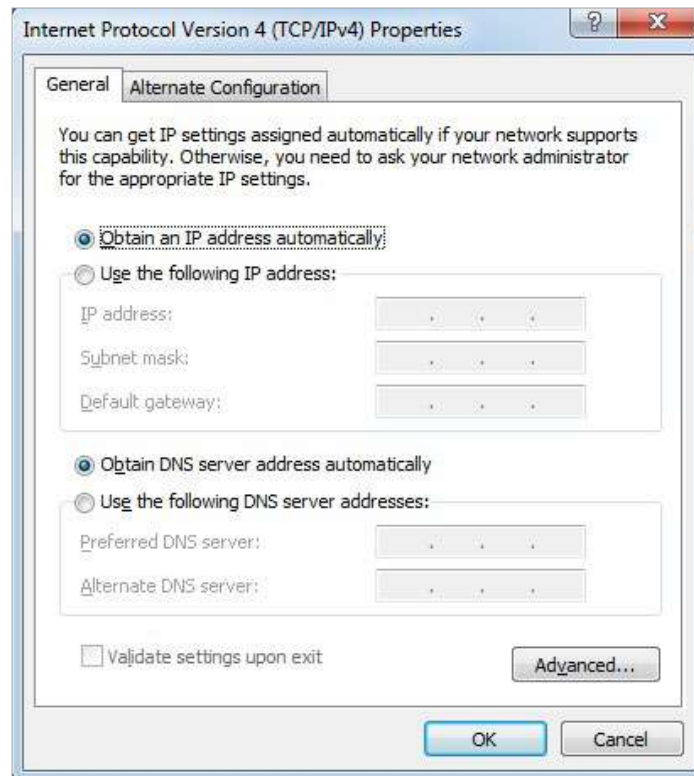 Internet Protocol Version 4 (TCP/IPv4) Properties
General
Alternate Configuration
You can get IP settings assigned automatically if your network supports
this capability. Otherwise, you need to ask your network administrator
for the appropriate IP settings.
Obtain an IP address automatically
Use the following IP address:
IP address:
Subnet mask:
Default gateway:
Obtain DNS server address automatically
Use the following DNS server addresses:
Preferred DNS server:
Alternate DNS server:
Validate settings upon exit
Advanced...
OK
Cancel